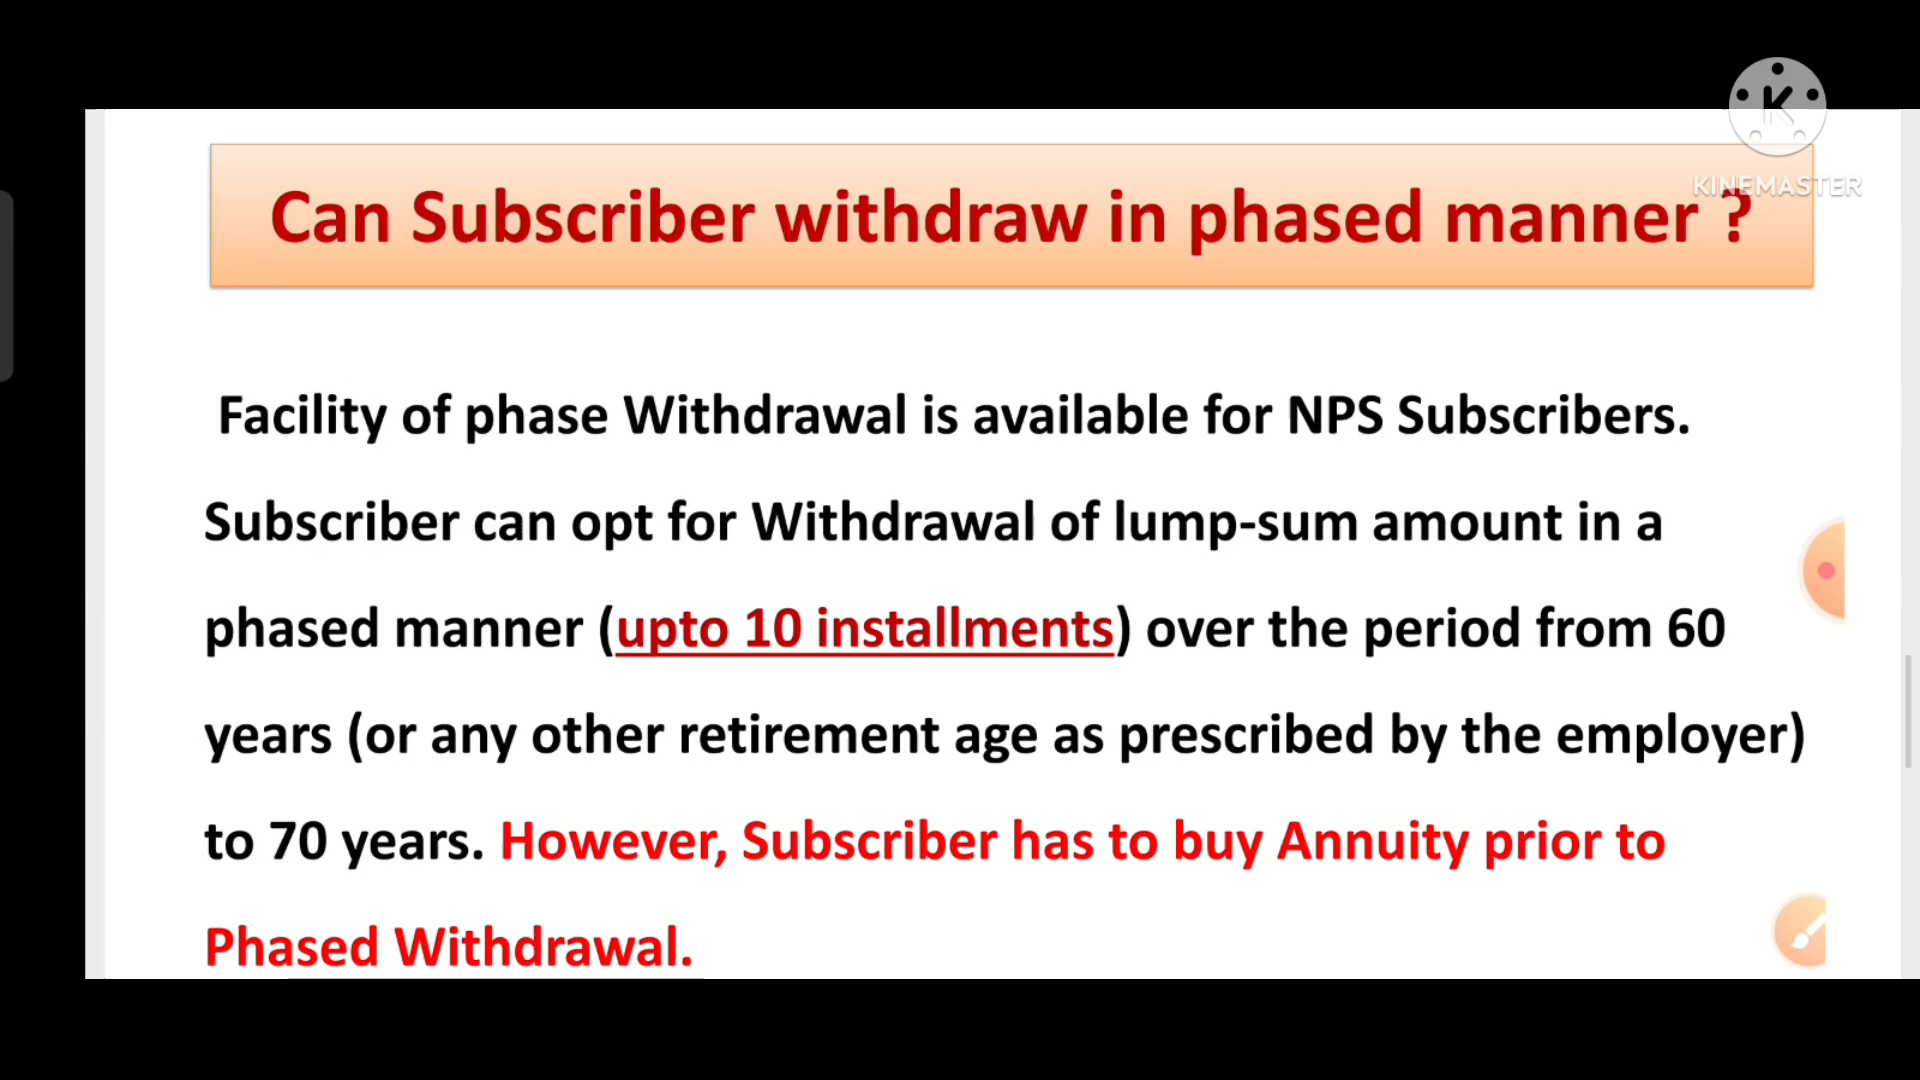 K
KINEMASTER
Can Subscriber withdraw in phased manner ?
Facility of phase Withdrawal is available for NPS Subscribers.
Subscriber can opt for Withdrawal of lump-sum amount in a
phased manner (upto 10 installments) over the period from 60
years (or any other retirement age as prescribed by the employer)
to 70 years. However, Subscriber has to buy Annuity prior to
Phased Withdrawal.